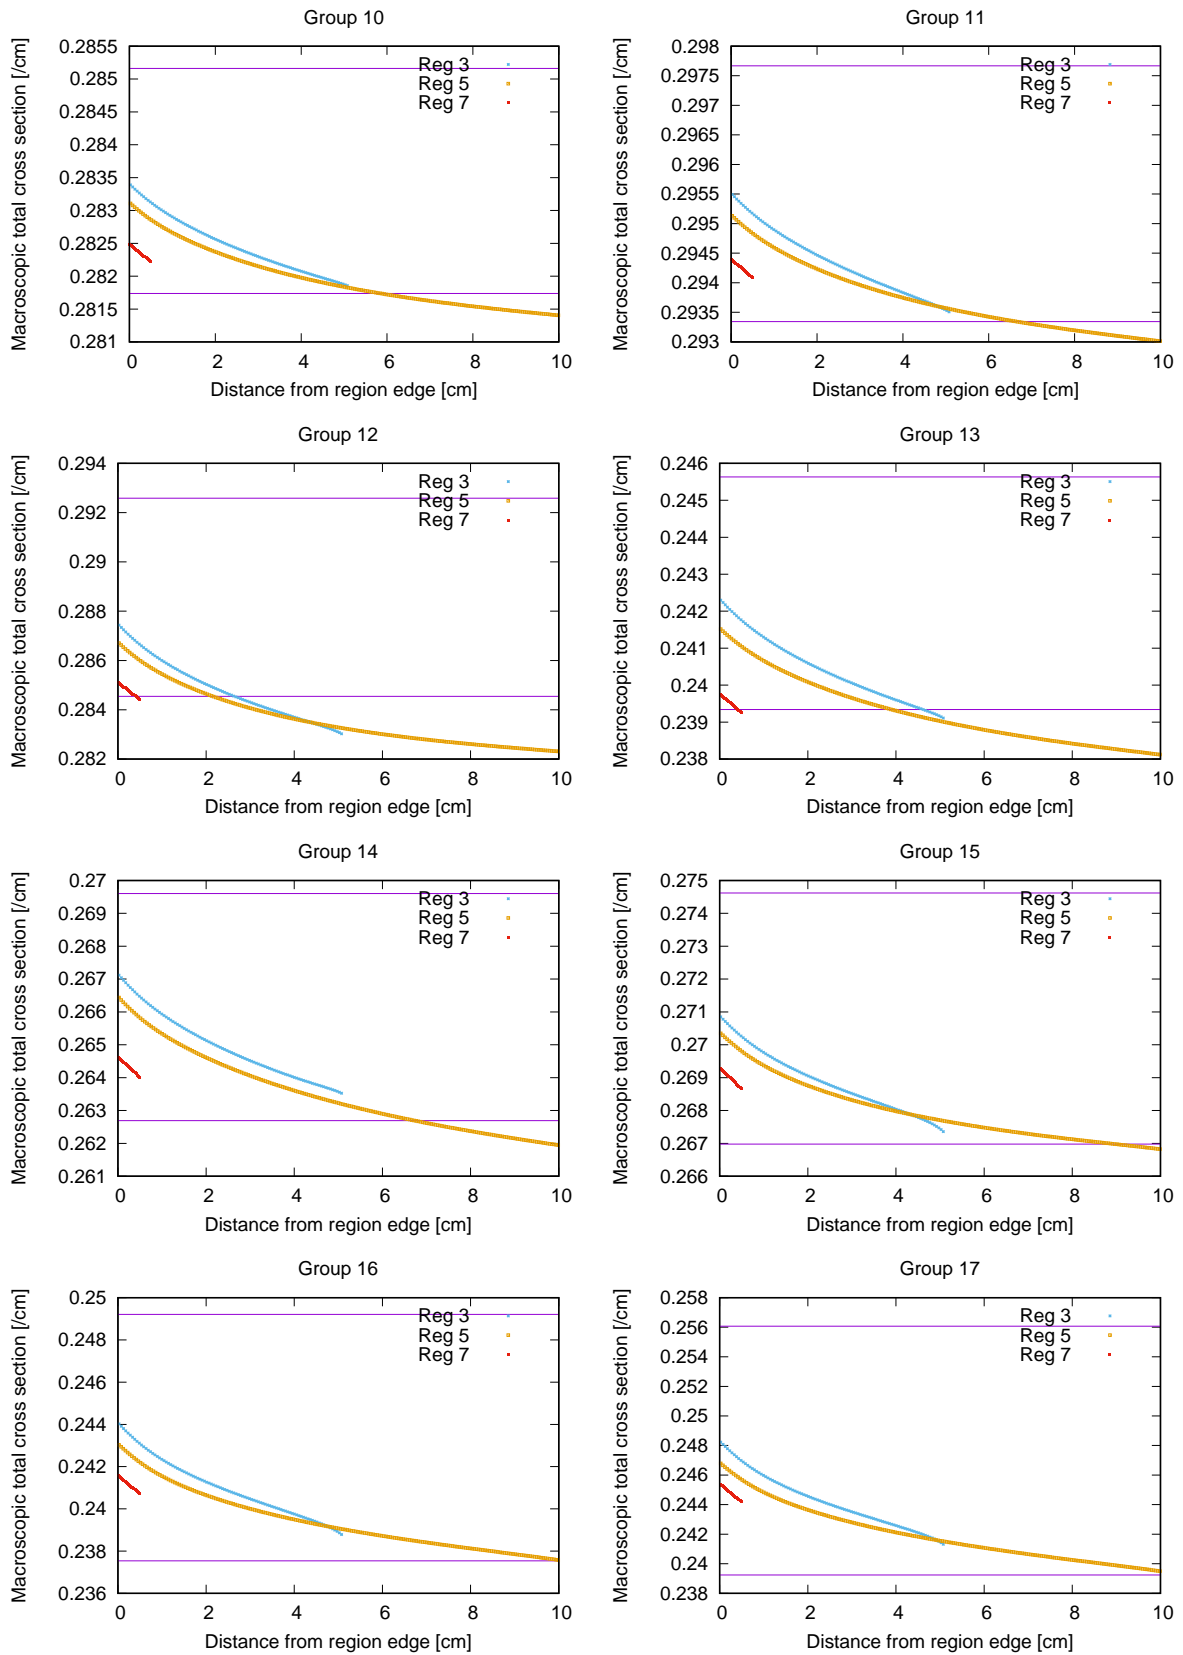 Group 10
Macroscopic total cross section [/cm]
0.2855
0.285
0.2845
0.284
0.2835
0.283
0.2825
0.282
0.2815
0.281
0 2 4 6 8 10
Distance from region edge [cm]
Reg 3
Reg 5
Reg 7
Group 11
Macroscopic total cross section [/cm]
0.298
0.2975
0.297
0.2965
0.296
0.2955
0.295
0.2945
0.294
0.2935
0.293
0 2 4 6 8 10
Distance from region edge [cm]
Reg 3
Reg 5
Reg 7
Group 12
Macroscopic total cross section [/cm]
0.294
0.292
0.29
0.288
0.286
0.284
0.282
0 2 4 6 8 10
Distance from region edge [cm]
Reg 3
Reg 5
Reg 7
Group 13
Macroscopic total cross section [/cm]
0.246
0.245
0.244
0.243
0.242
0.241
0.24
0.239
0.238
0 2 4 6 8 10
Distance from region edge [cm]
Reg 3
Reg 5
Reg 7
Group 14
Macroscopic total cross section [/cm]
0.27
0.269
0.268
0.267
0.266
0.265
0.264
0.263
0.262
0.261
0 2 4 6 8 10
Distance from region edge [cm]
Reg 3
Reg 5
Reg 7
Group 15
Macroscopic total cross section [/cm]
0.275
0.274
0.273
0.272
0.271
0.27
0.269
0.268
0.267
0.266
0 2 4 6 8 10
Distance from region edge [cm]
Reg 3
Reg 5
Reg 7
Group 16
Macroscopic total cross section [/cm]
0.25
0.248
0.246
0.244
0.242
0.24
0.238
0.236
0 2 4 6 8 10
Distance from region edge [cm]
Reg 3
Reg 5
Reg 7
Group 17
Macroscopic total cross section [/cm]
0.258
0.256
0.254
0.252
0.25
0.248
0.246
0.244
0.242
0.24
0.238
0 2 4 6 8 10
Distance from region edge [cm]
Reg 3
Reg 5
Reg 7